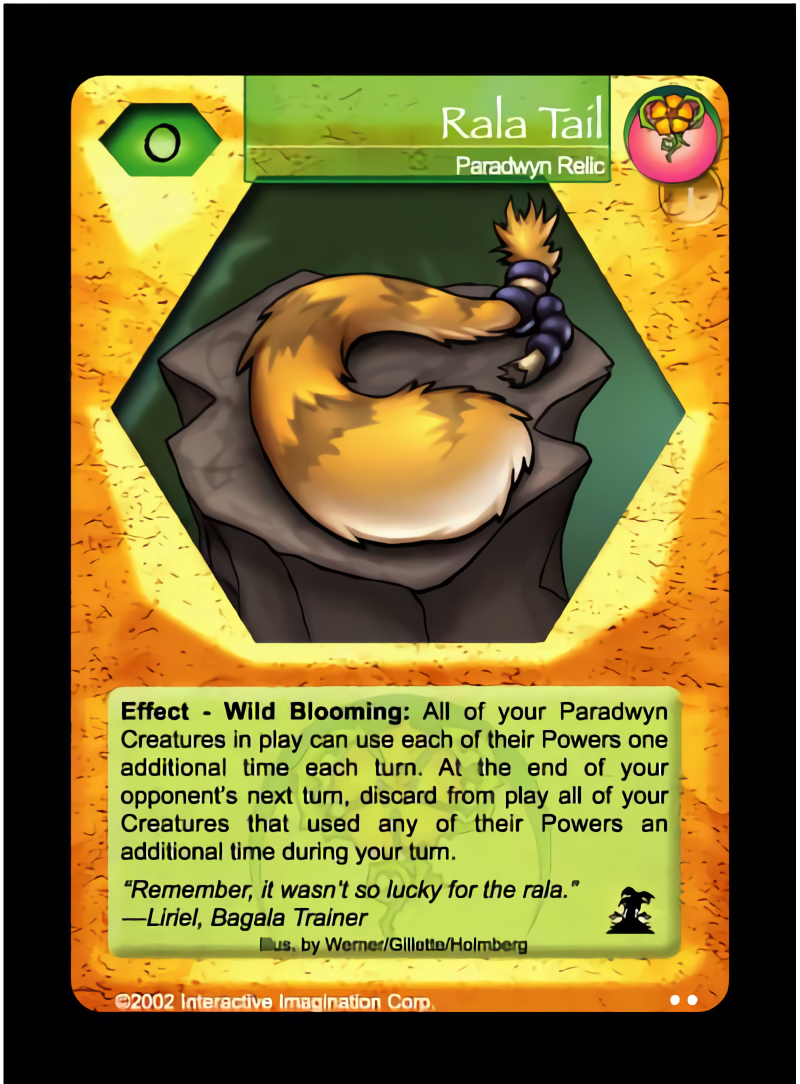 0
Rala Tail
Paradwyn Relic
Effect - Wild Blooming: All of your Paradwyn
Creatures in play can use each of their Powers one
additional time each turn. At the end of your
opponent's next turn, discard from play all of your
Creatures that used any of their Powers an
additional time during your turn.
"Remember, it wasn't so lucky for the rala."
—Liriel, Bagala Trainer
Illus. by Werner/Gillotte/Holmberg
©2002 Interactive Imagination Corp.